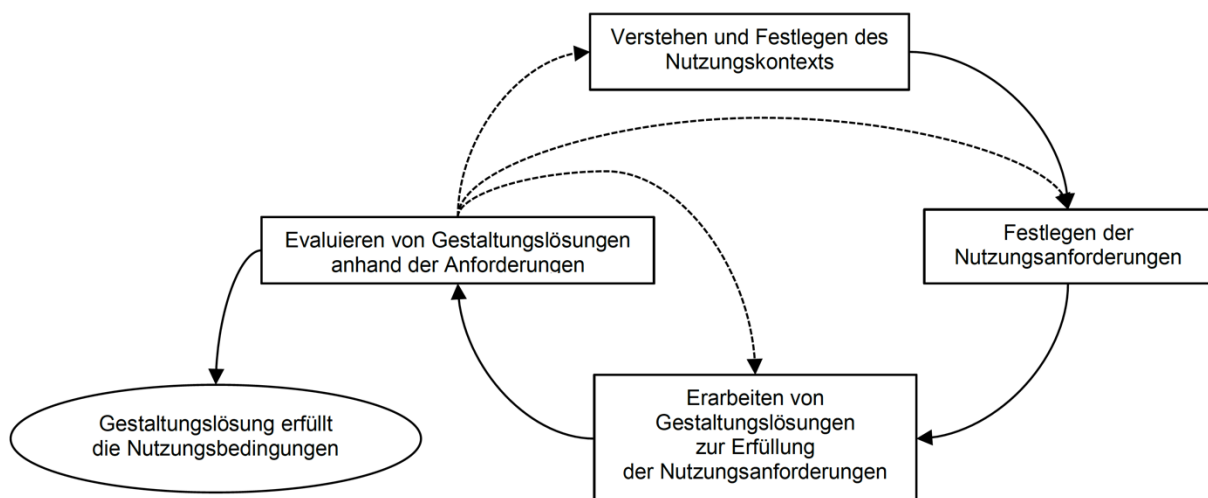 Verstehen und Festlegen des
Nutzungskontexts
Evaluieren von Gestaltungslösungen
anhand der Anforderungen
Festlegen der
Nutzungsanforderungen
Gestaltungslösung erfüllt
die Nutzungsbedingungen
Erarbeiten von
Gestaltungslösungen
zur Erfüllung
der Nutzungsanforderungen